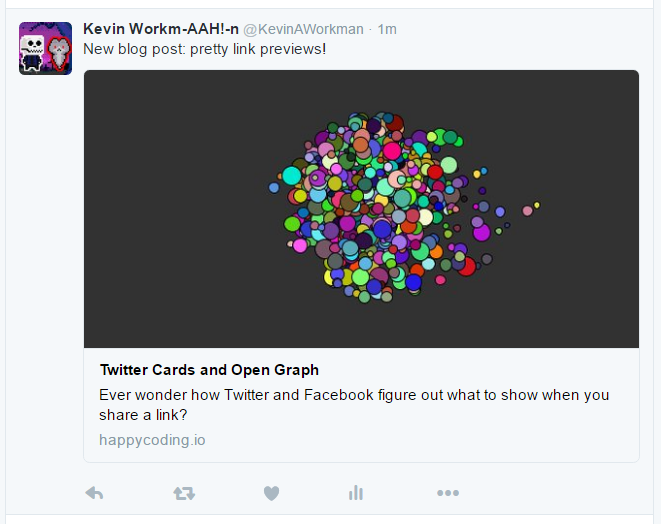 Kevin Workm-AAH!-n @KevinAWorkman · 1m
New blog post: pretty link previews!
Twitter Cards and Open Graph
Ever wonder how Twitter and Facebook figure out what to show when you
share a link?
happycoding.io